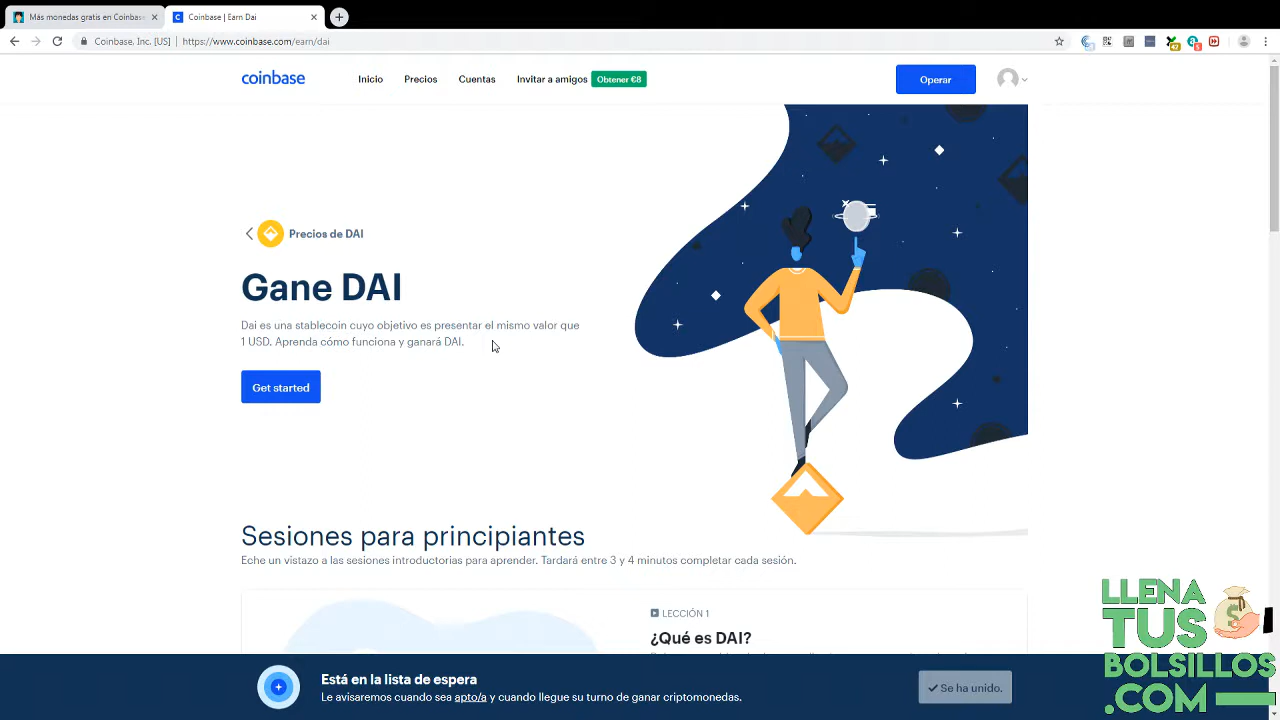 Más monedas gratis en Coinbase
Coinbase | Earn Dai
Coinbase, Inc. [US] | https://www.coinbase.com/earn/dai
coinbase
Inicio
Precios
Cuentas
Invitar a amigos
Obtener €8
Operar
Precios de DAI
Gane DAI
Dai es una stablecoin cuyo objetivo es presentar el mismo valor que
1 USD. Aprenda cómo funciona y ganará DAI.
Get started
Sesiones para principiantes
Eche un vistazo a las sesiones introductorias para aprender. Tardará entre 3 y 4 minutos completar cada sesión.
LECCIÓN 1
¿Qué es DAI?
Está en la lista de espera
Le avisaremos cuando sea apto/a y cuando llegue su turno de ganar criptomonedas.
Se ha unido.
LLENA
TUS
BOLSILLOS
.COM